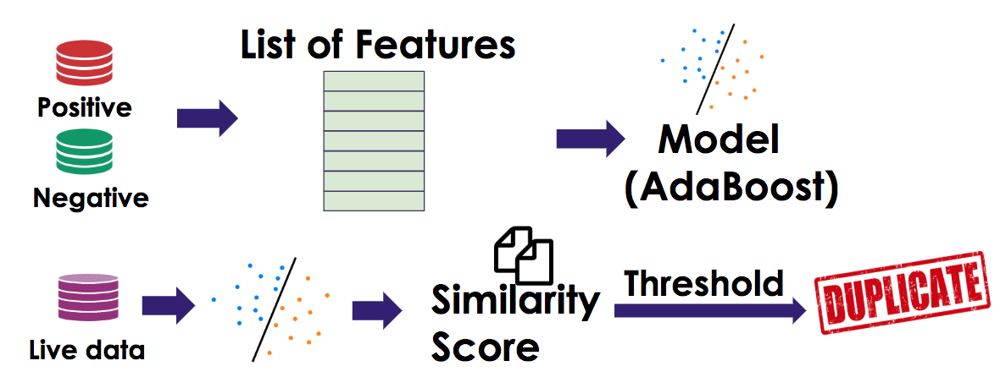 List of Features
Positive
Negative
Model
(AdaBoost)
Live data
Similarity
Score
Threshold
DUPLICATE